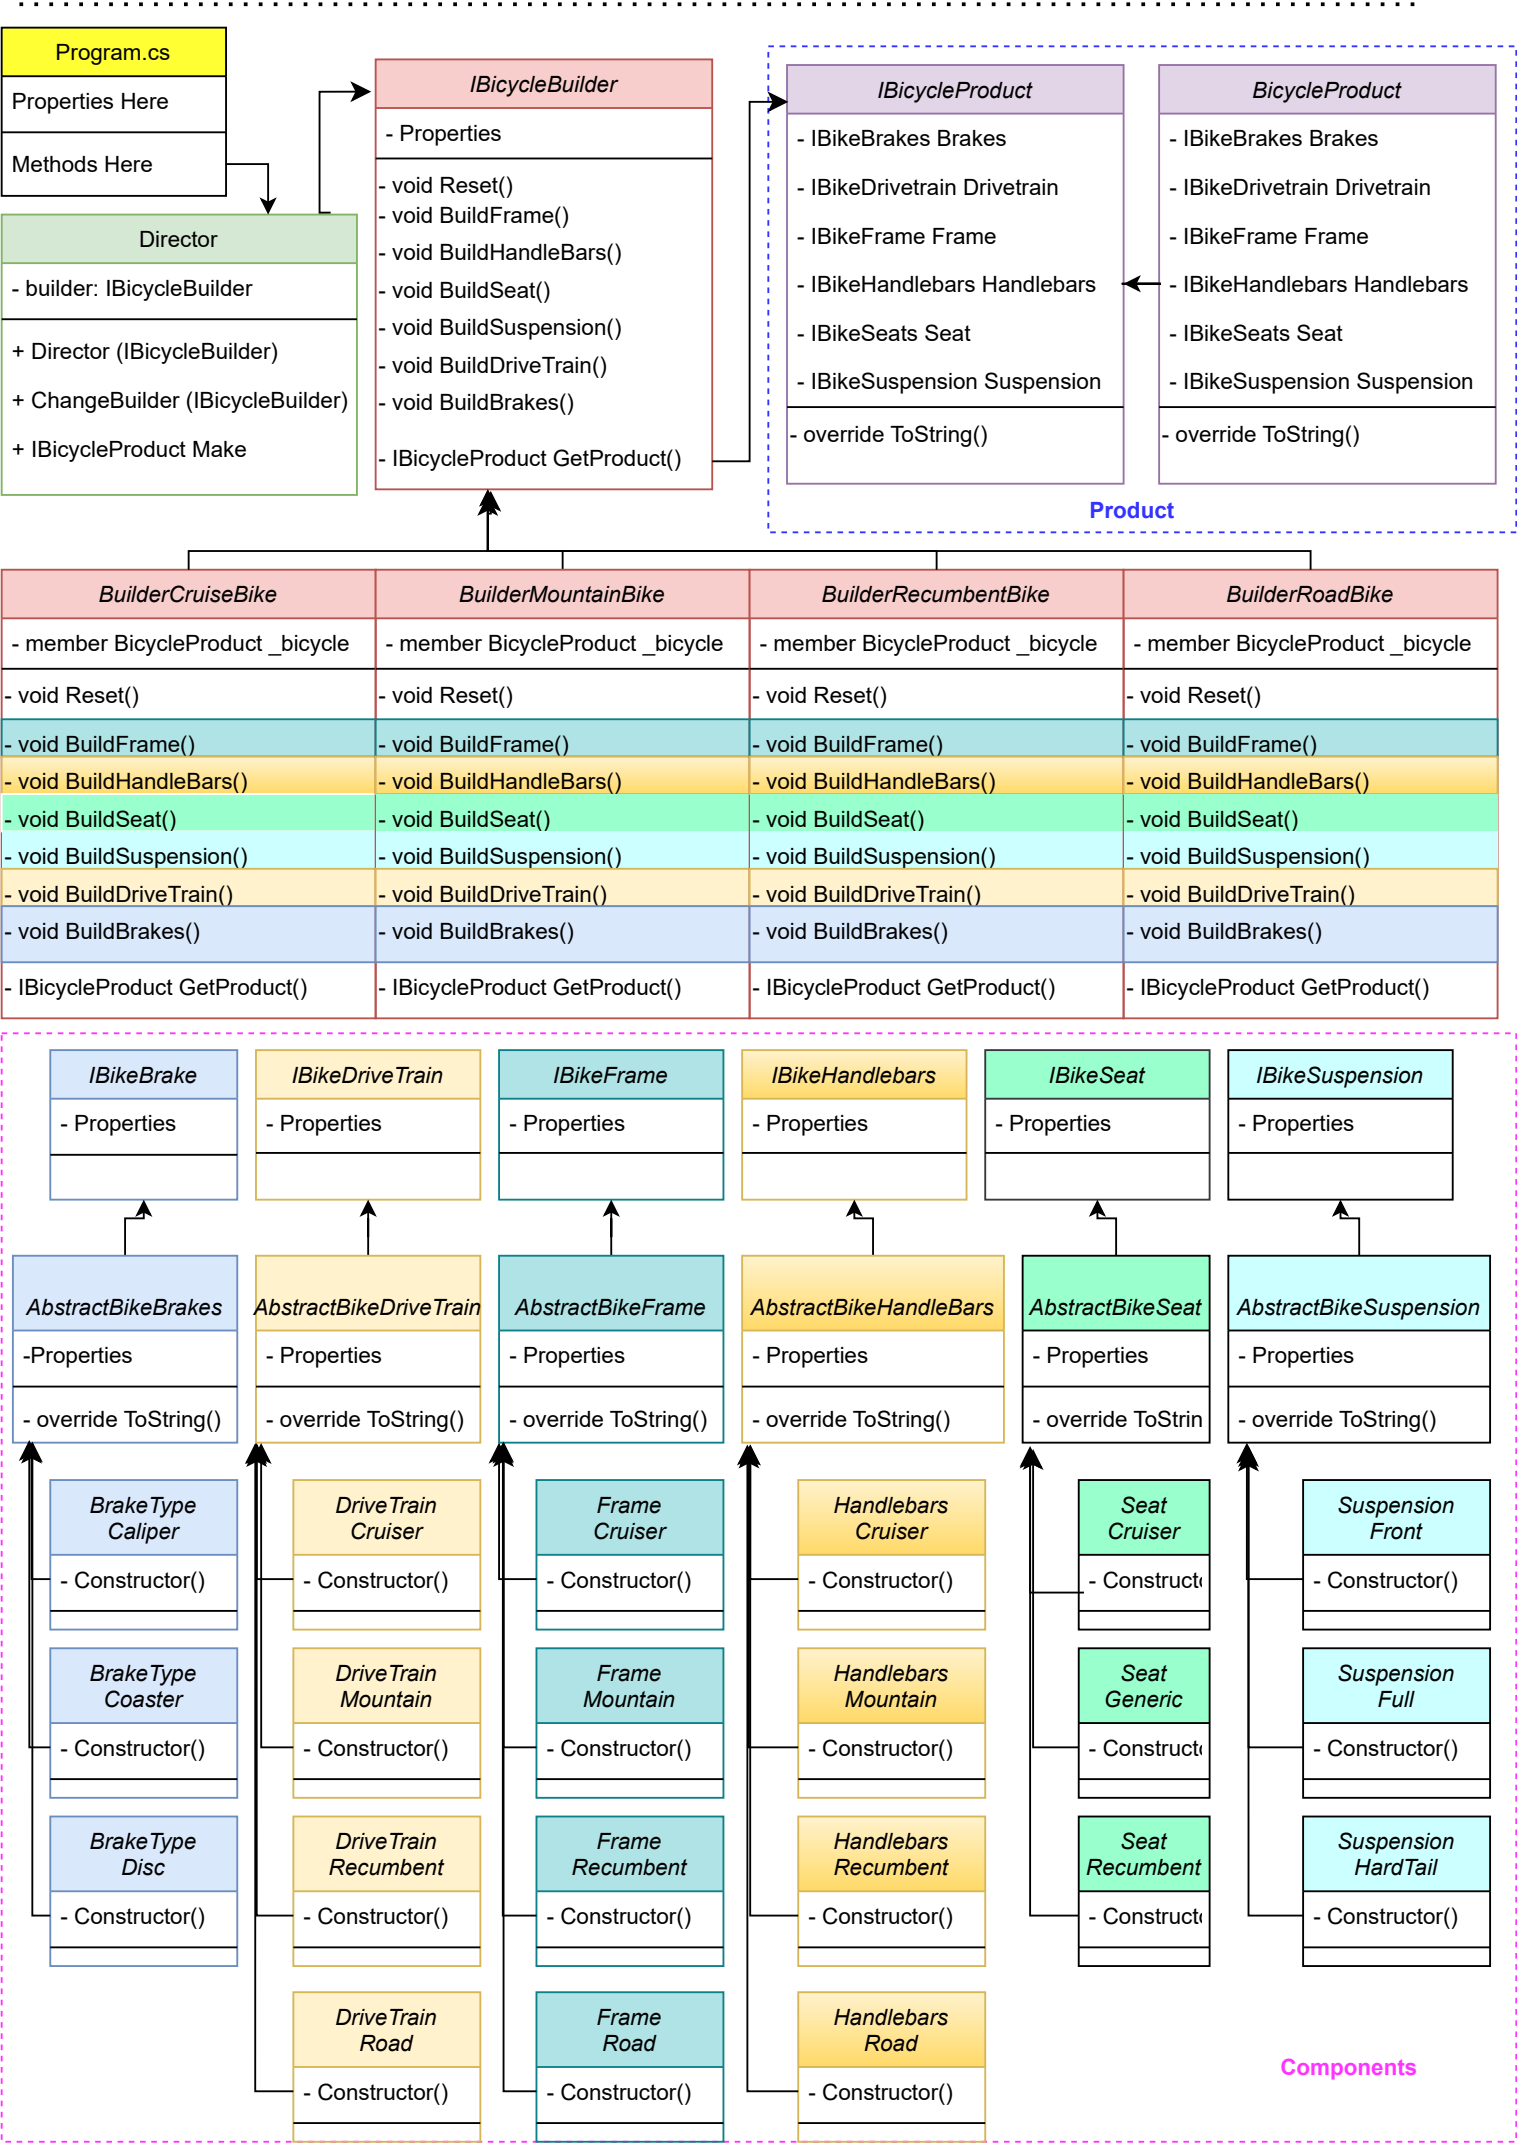 Program.cs
Properties Here
Methods Here
Director
- builder: IBicycleBuilder
+ Director (IBicycleBuilder)
+ ChangeBuilder (IBicycleBuilder)
+ IBicycleProduct Make
IBicycleBuilder
- Properties
- void Reset()
- void BuildFrame()
- void BuildHandleBars()
- void BuildSeat()
- void BuildSuspension()
- void BuildDriveTrain()
- void BuildBrakes()
- IBicycleProduct GetProduct()
IBicycleProduct
- IBikeBrakes Brakes
- IBikeDrivetrain Drivetrain
- IBikeFrame Frame
- IBikeHandlebars Handlebars
- IBikeSeats Seat
- IBikeSuspension Suspension
- override ToString()
BicycleProduct
- IBikeBrakes Brakes
- IBikeDrivetrain Drivetrain
- IBikeFrame Frame
- IBikeHandlebars Handlebars
- IBikeSeats Seat
- IBikeSuspension Suspension
- override ToString()
Product
BuilderCruiseBike
- member BicycleProduct _bicycle
- void Reset()
- void BuildFrame()
- void BuildHandleBars()
- void BuildSeat()
- void BuildSuspension()
- void BuildDriveTrain()
- void BuildBrakes()
- IBicycleProduct GetProduct()
BuilderMountainBike
- member BicycleProduct _bicycle
- void Reset()
- void BuildFrame()
- void BuildHandleBars()
- void BuildSeat()
- void BuildSuspension()
- void BuildDriveTrain()
- void BuildBrakes()
- IBicycleProduct GetProduct()
BuilderRecumbentBike
- member BicycleProduct _bicycle
- void Reset()
- void BuildFrame()
- void BuildHandleBars()
- void BuildSeat()
- void BuildSuspension()
- void BuildDriveTrain()
- void BuildBrakes()
- IBicycleProduct GetProduct()
BuilderRoadBike
- member BicycleProduct _bicycle
- void Reset()
- void BuildFrame()
- void BuildHandleBars()
- void BuildSeat()
- void BuildSuspension()
- void BuildDriveTrain()
- void BuildBrakes()
- IBicycleProduct GetProduct()
IBikeBrake
- Properties
IBikeDriveTrain
- Properties
IBikeFrame
- Properties
IBikeHandlebars
- Properties
IBikeSeat
- Properties
IBikeSuspension
- Properties
AbstractBikeBrakes
-Properties
- override ToString()
AbstractBikeDriveTrain
- Properties
- override ToString()
AbstractBikeFrame
- Properties
- override ToString()
AbstractBikeHandleBars
- Properties
- override ToString()
AbstractBikeSeat
- Properties
- override ToStrin
AbstractBikeSuspension
- Properties
- override ToString()
BrakeType
Caliper
- Constructor()
DriveTrain
Cruiser
- Constructor()
Frame
Cruiser
- Constructor()
Handlebars
Cruiser
- Constructor()
Seat
Cruiser
- Constructo
Suspension
Front
- Constructor()
BrakeType
Coaster
- Constructor()
DriveTrain
Mountain
- Constructor()
Frame
Mountain
- Constructor()
Handlebars
Mountain
- Constructor()
Seat
Generic
- Constructo
Suspension
Full
- Constructor()
BrakeType
Disc
- Constructor()
DriveTrain
Recumbent
- Constructor()
Frame
Recumbent
- Constructor()
Handlebars
Recumbent
- Constructor()
Seat
Recumbent
- Constructo
Suspension
HardTail
- Constructor()
DriveTrain
Road
- Constructor()
Frame
Road
- Constructor()
Handlebars
Road
- Constructor()
Components